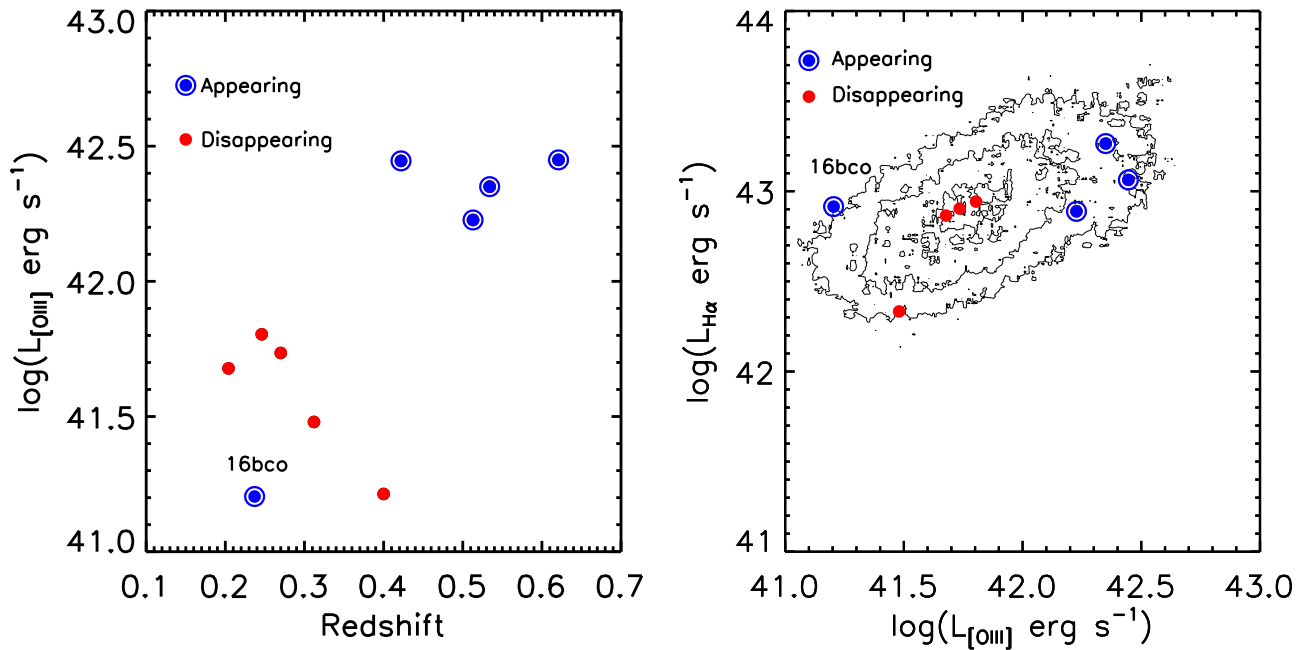 43.0
42.5
42.0
41.5
41.0
log(L[OIII] erg s−1)
Appearing
Disappearing
16bco
0.1 0.2 0.3 0.4 0.5 0.6 0.7
Redshift
44
43
42
41
log(LHα erg s−1)
Appearing
Disappearing
16bco
41.0 41.5 42.0 42.5 43.0
log(L[OIII] erg s−1)